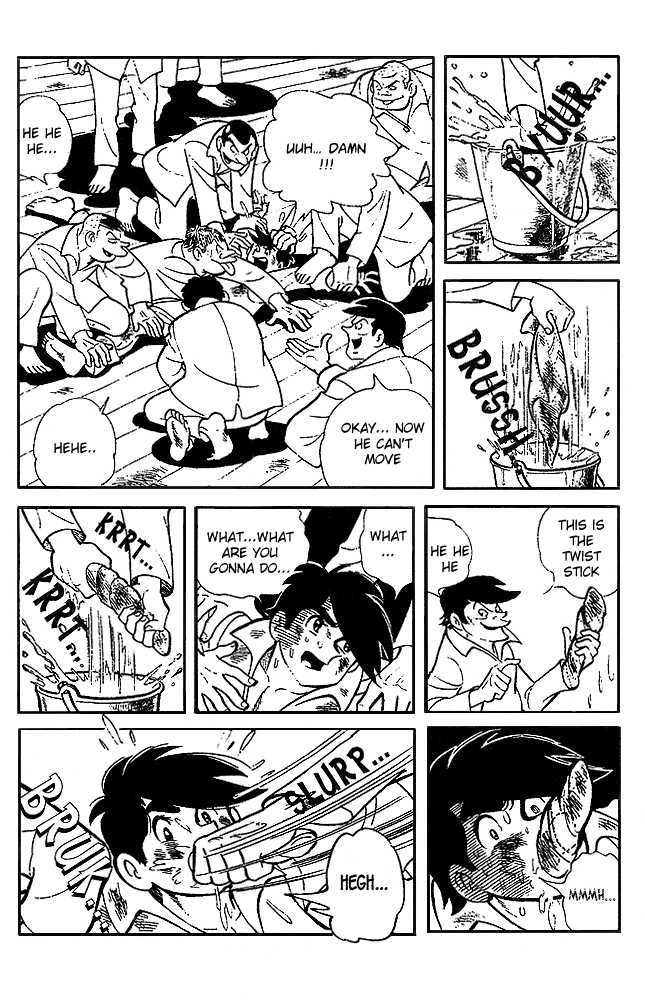 HE HE
HE...
UUH... DAMN
!!!
HEHE..
OKAY... NOW
HE CAN'T
MOVE
BYUUR...
BRUSSH
KRRT...
KRRT...
WHAT...WHAT
ARE YOU
GONNA DO...
WHAT
...
HE HE
HE
THIS IS
THE
TWIST
STICK
BRUIK...
SLURP...
HEGH...
MMMH...